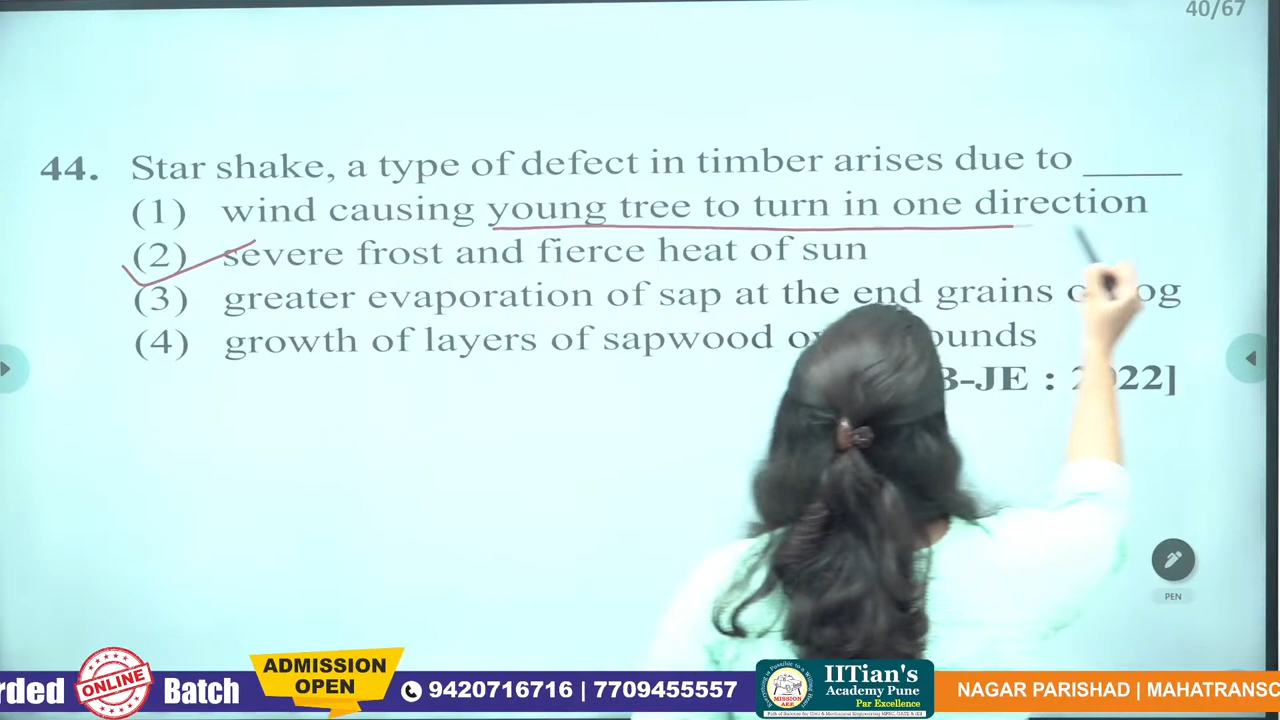 40/67
44. Star shake, a type of defect in timber arises due to _____
(1) wind causing young tree to turn in one direction
(2) severe frost and fierce heat of sun
(3) greater evaporation of sap at the end grains
(4) growth of layers of sapwood
-JE : 2022]
PEN
ONLINE Batch
ADMISSION
OPEN
9420716716 | 7709455557
IITian's
Academy Pune
Par Excellence
NAGAR PARISHAD | MAHATRANSC